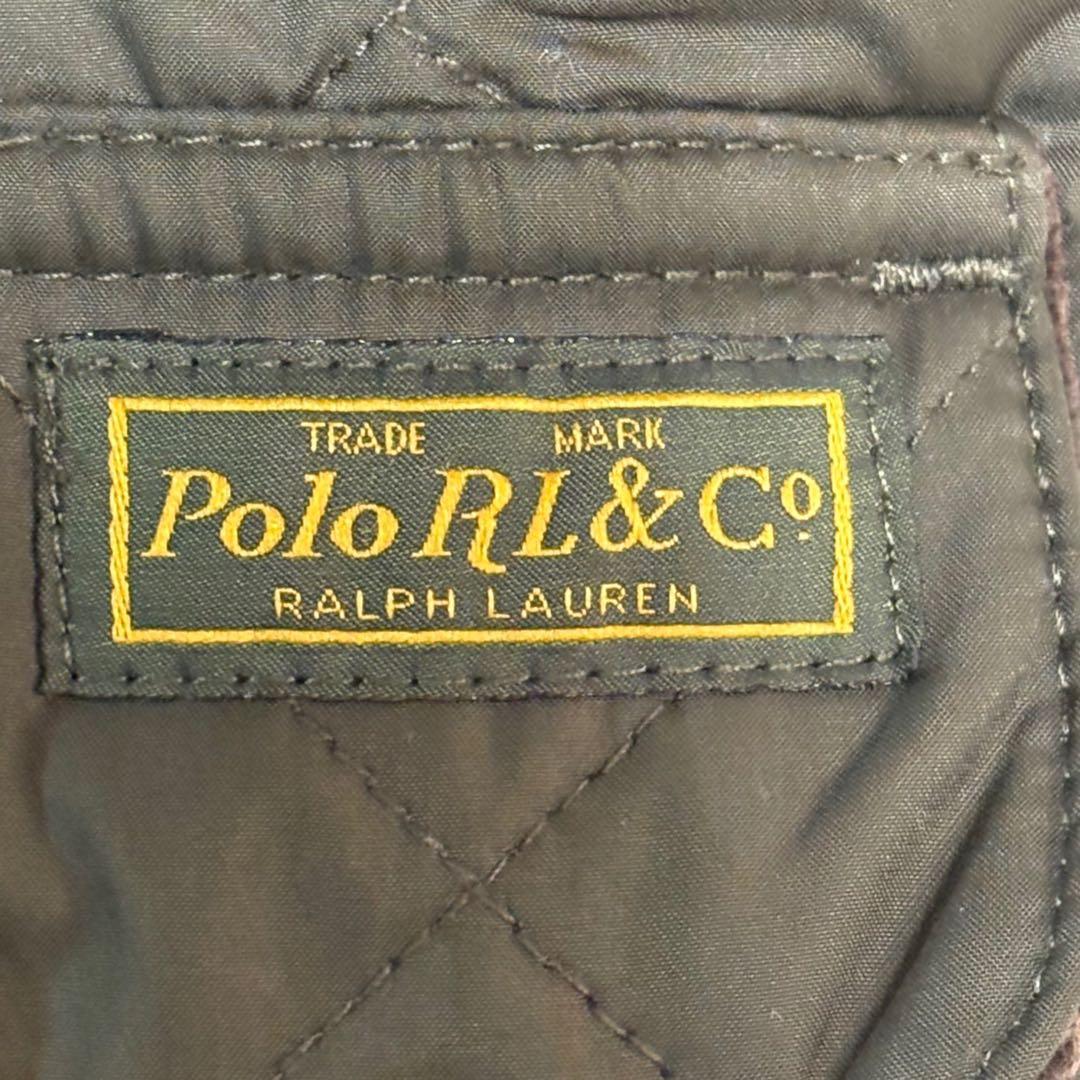 TRADE MARK
Polo RL & Cº
RALPH LAUREN